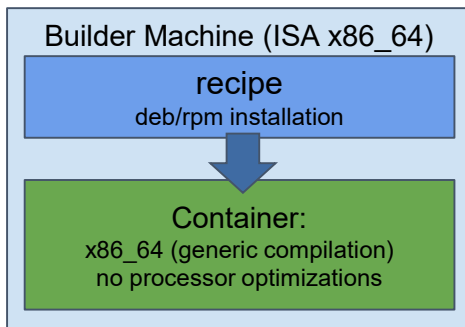 Builder Machine (ISA x86_64)
recipe
deb/rpm installation
Container:
x86_64 (generic compilation)
no processor optimizations